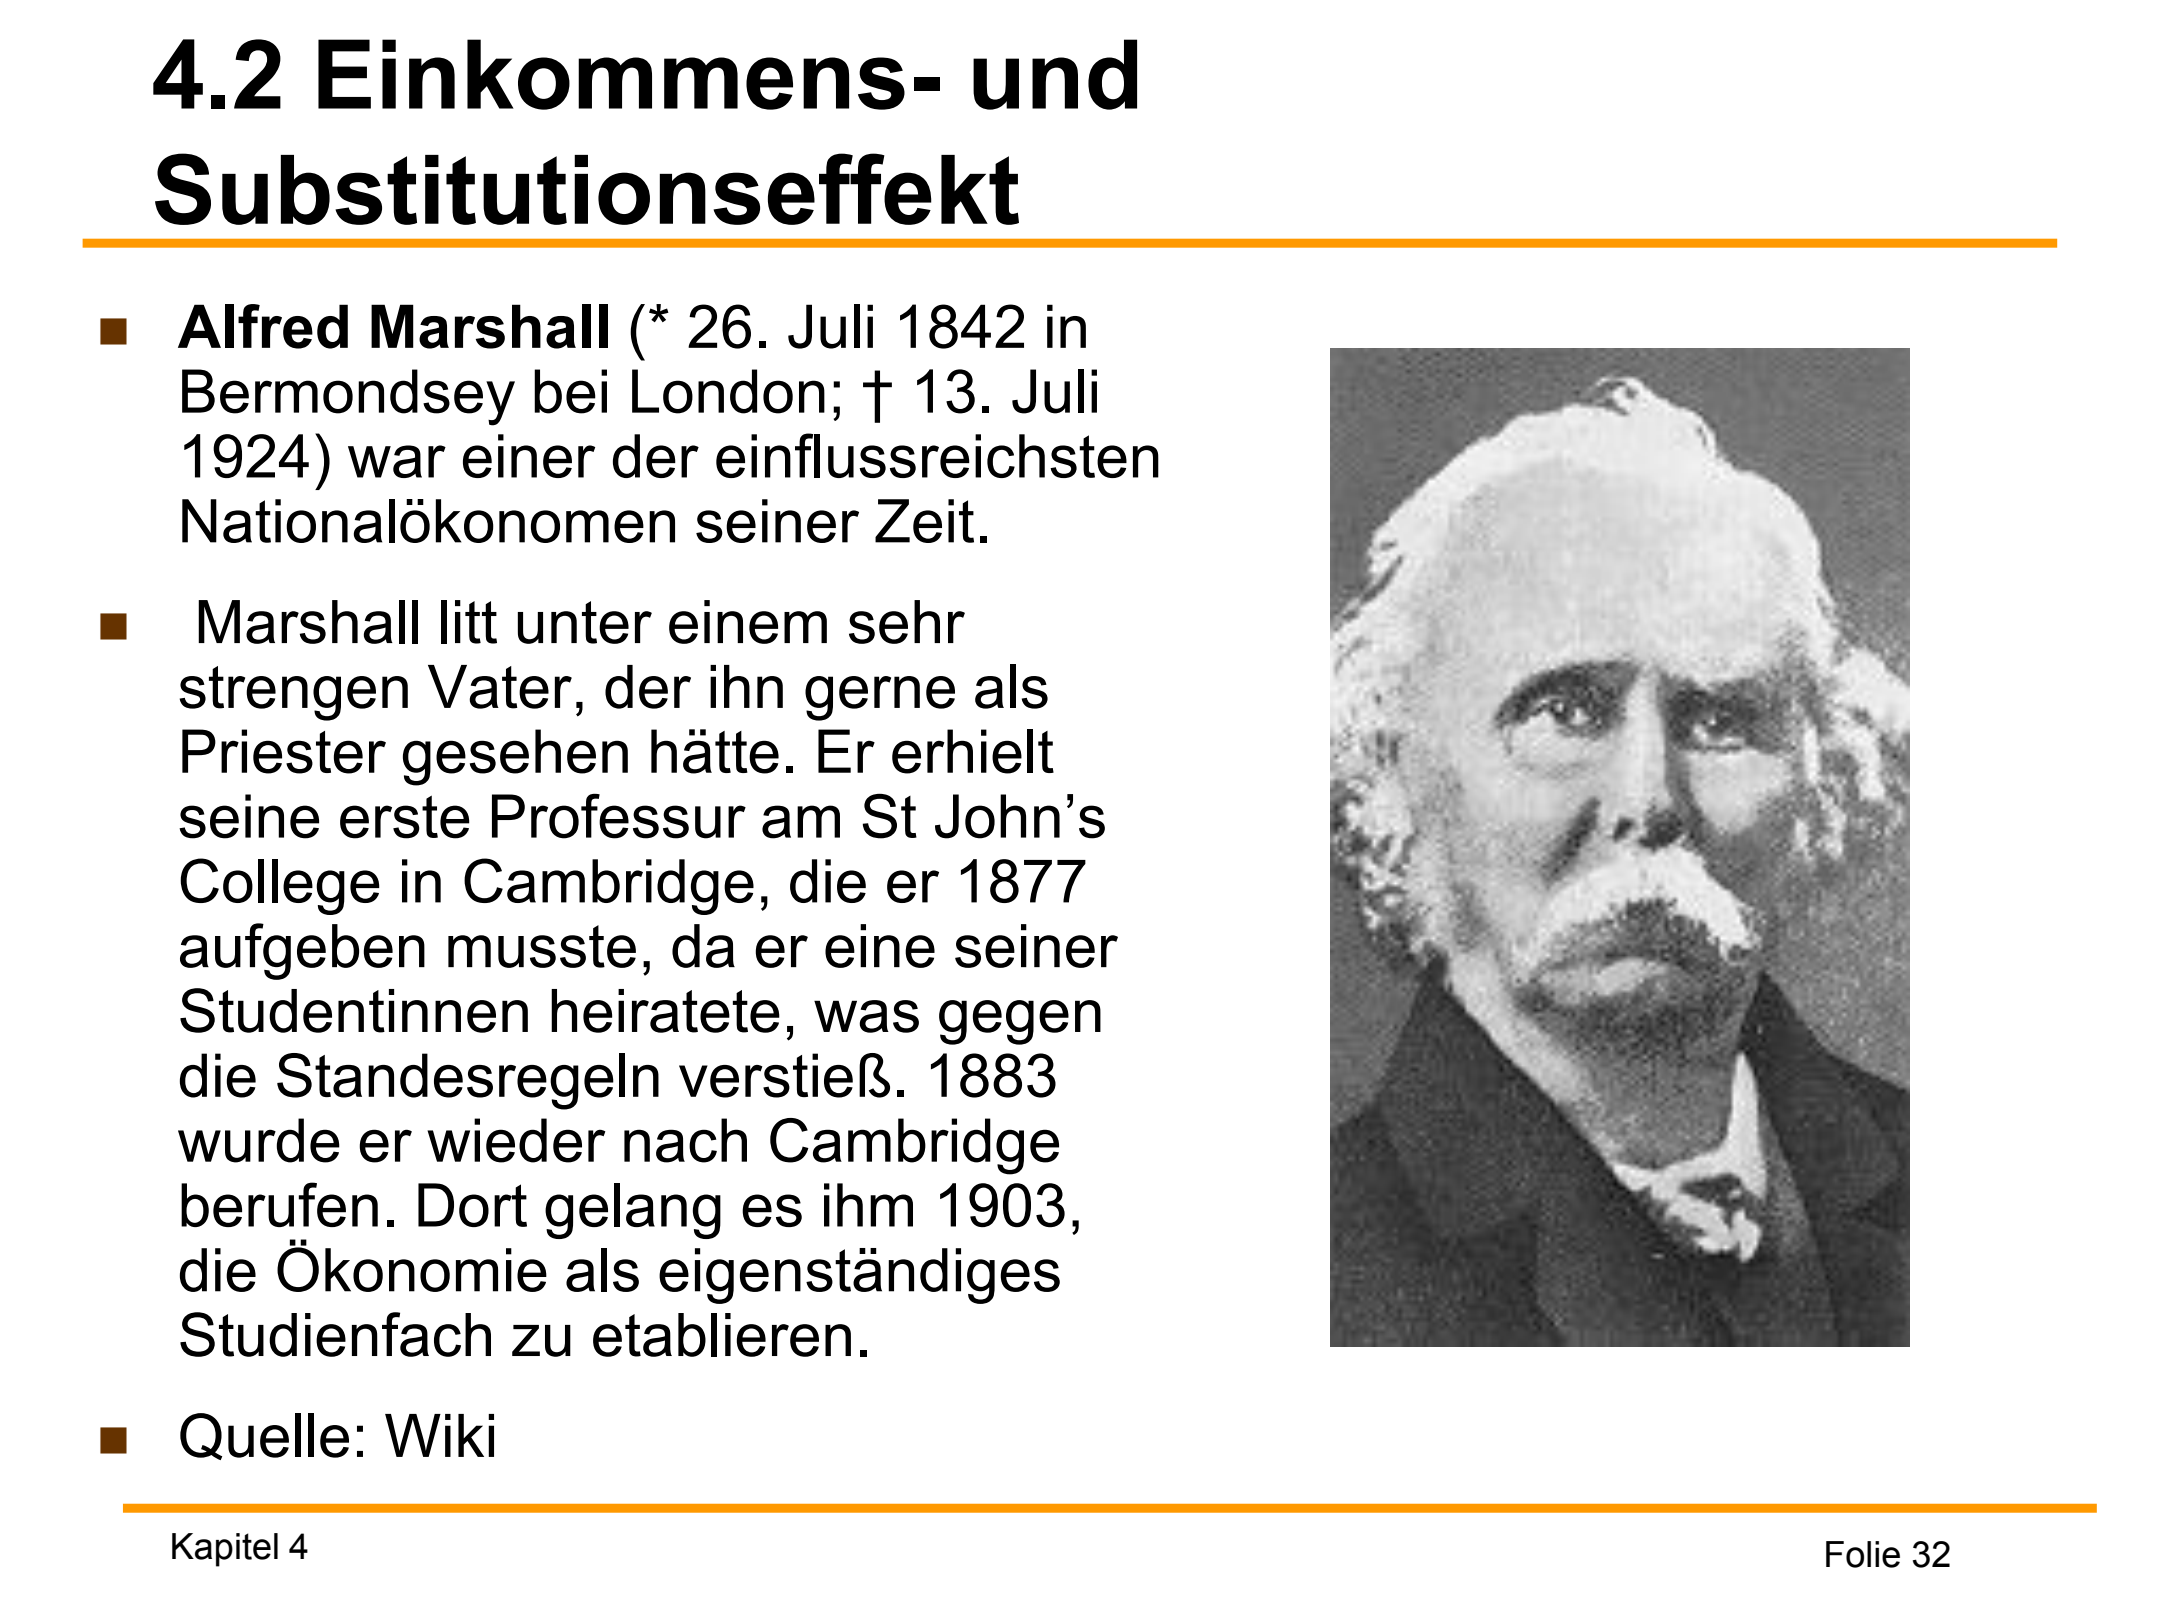 4.2 Einkommens- und
Substitutionseffekt
Alfred Marshall (* 26. Juli 1842 in
Bermondsey bei London; † 13. Juli
1924) war einer der einflussreichsten
Nationalökonomen seiner Zeit.
Marshall litt unter einem sehr
strengen Vater, der ihn gerne als
Priester gesehen hätte. Er erhielt
seine erste Professur am St John’s
College in Cambridge, die er 1877
aufgeben musste, da er eine seiner
Studentinnen heiratete, was gegen
die Standesregeln verstieß. 1883
wurde er wieder nach Cambridge
berufen. Dort gelang es ihm 1903,
die Ökonomie als eigenständiges
Studienfach zu etablieren.
Quelle: Wiki
Kapitel 4
Folie 32